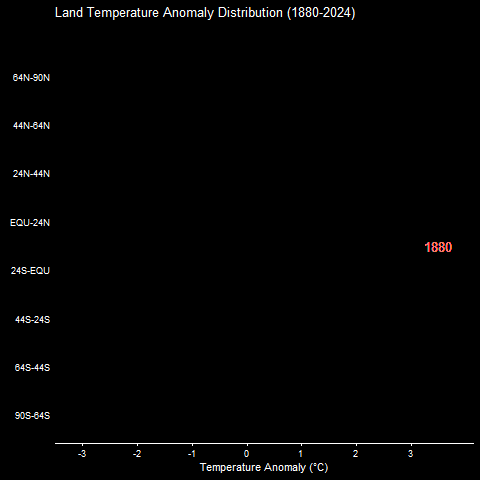 Land Temperature Anomaly Distribution (1880-2024)
64N-90N
44N-64N
24N-44N
EQU-24N
1880
24S-EQU
44S-24S
64S-44S
90S-64S
-3 -2 -1 0 1 2 3
Temperature Anomaly (°C)